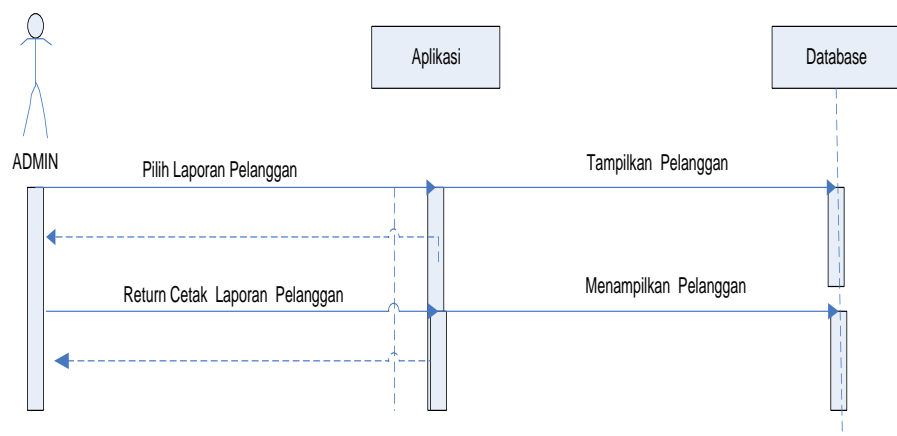 Aplikasi
Database
ADMIN
Pilih Laporan Pelanggan
Tampilkan Pelanggan
Return Cetak Laporan Pelanggan
Menampilkan Pelanggan